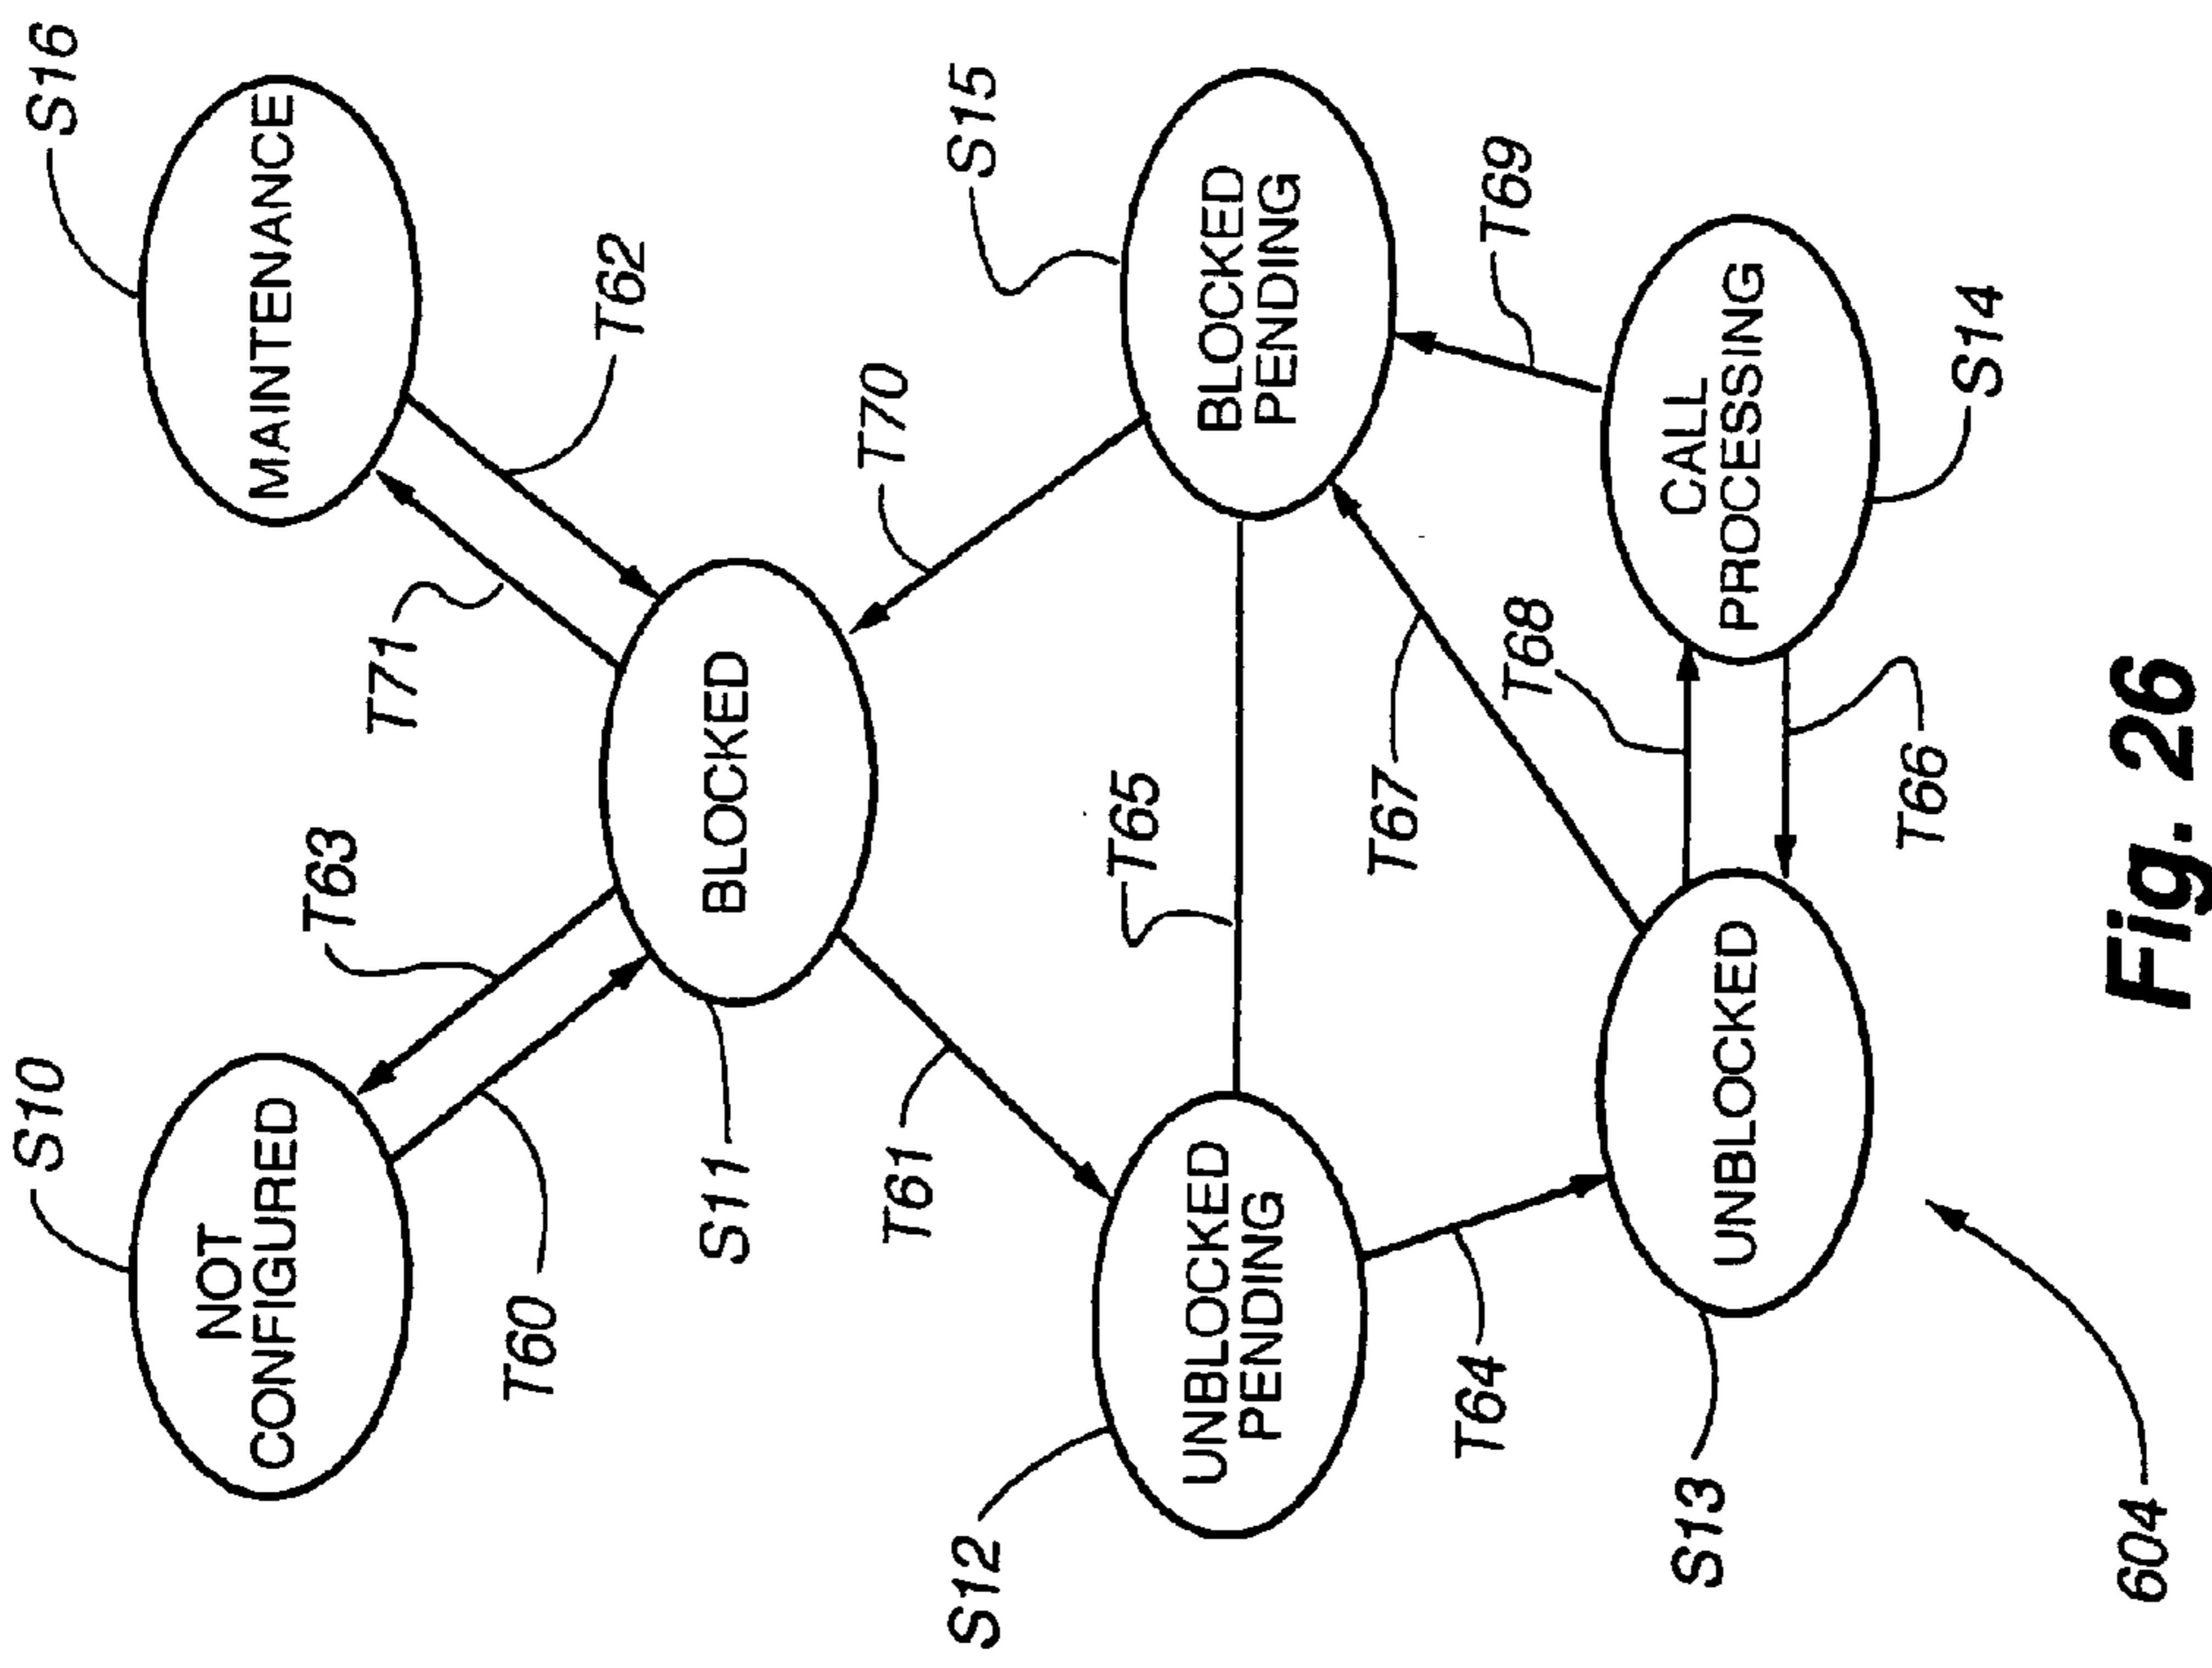 S10
S16
NOT
CONFIGURED
MAINTENANCE
T63
T71
T60
T62
BLOCKED
S11
T61
T70
S12
S15
T65
UNBLOCKED
PENDING
BLOCKED
PENDING
T67
T64
T68
T69
S13
UNBLOCKED
CALL
PROCESSING
T66
S14
604
Fig. 26